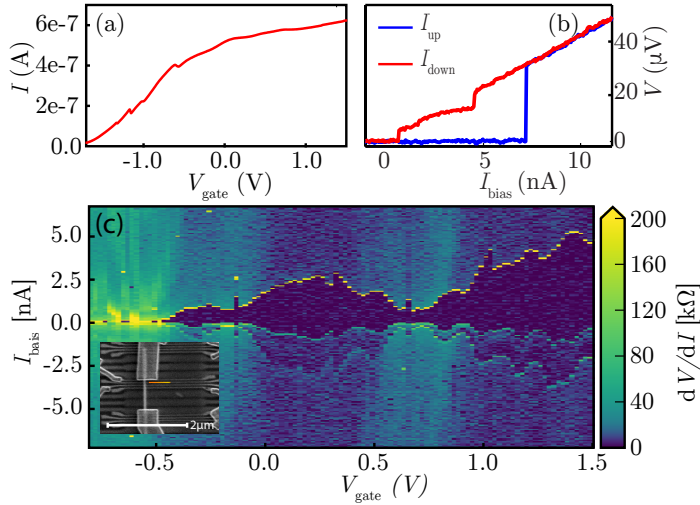 (a)
6e-7
4e-7
2e-7
0.0
I (A)
-1.0
0.0
1.0
V_gate (V)
(b)
I_up
I_down
40
20
0
V (µV)
0
5
10
I_bias (nA)
(c)
5.0
2.5
0.0
-2.5
-5.0
I_bais [nA]
2µm
-0.5
0.0
0.5
1.0
1.5
V_gate (V)
200
160
120
80
40
0
dV/dI [kΩ]